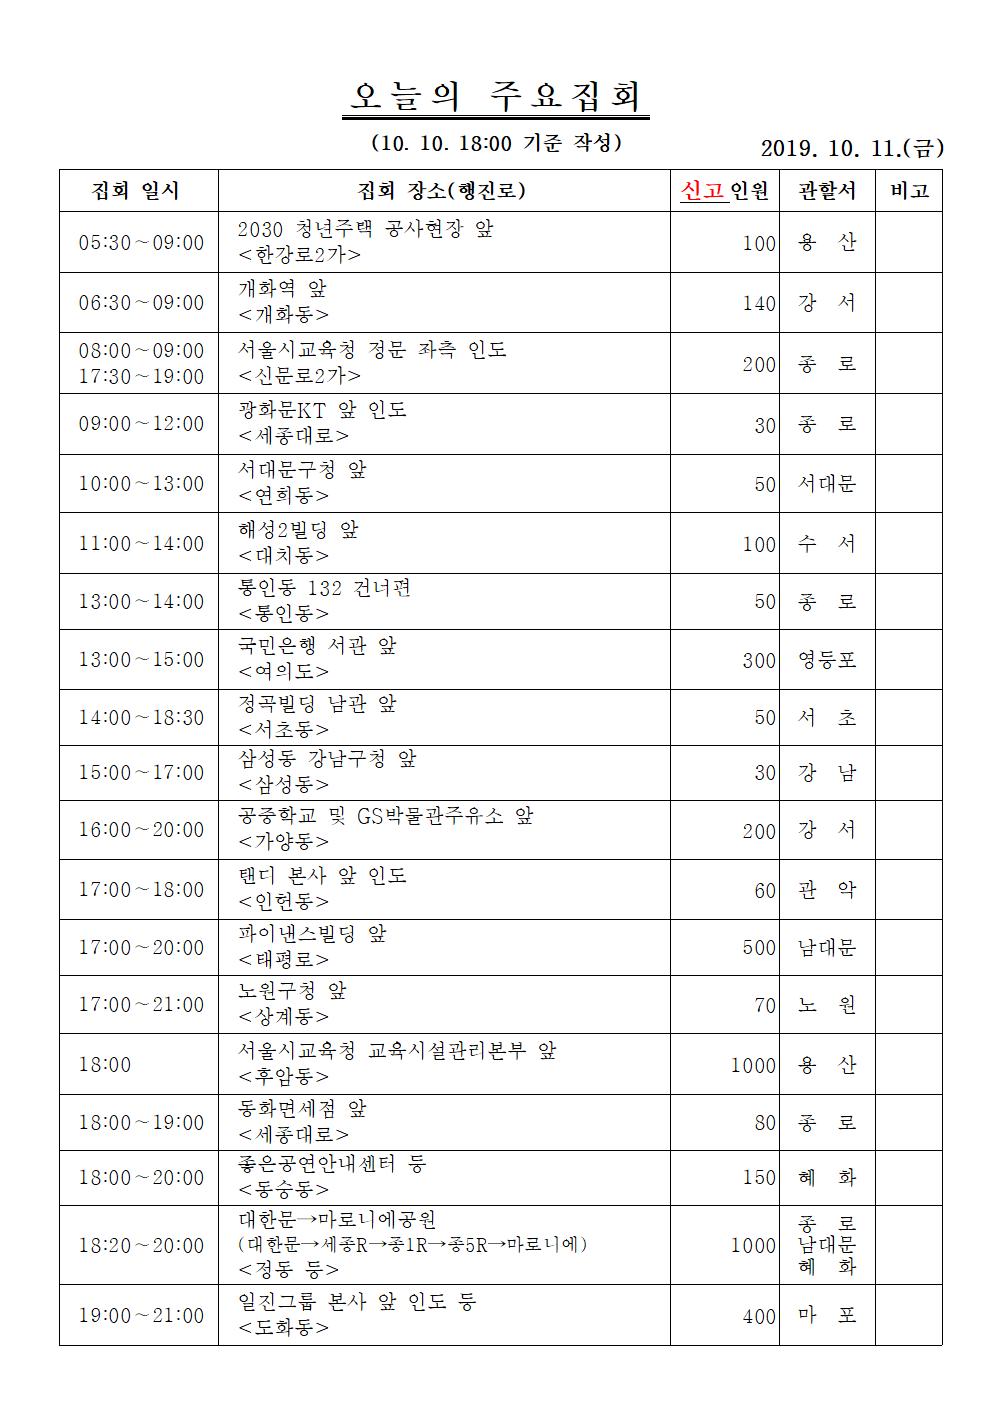 오늘의 주요집회
(10. 10. 18:00 기준 작성)
2019. 10. 11.(금)
집회 일시 집회 장소(행진로) 신고인원 관할서 비고
05:30~09:00 2030 청년주택 공사현장 앞 <한강로2가> 100 용 산
06:30~09:00 개화역 앞 <개화동> 140 강 서
08:00~09:00 서울시교육청 정문 좌측 인도
17:30~19:00 <신문로2가> 200 종 로
09:00~12:00 광화문KT 앞 인도 <세종대로> 30 종 로
10:00~13:00 서대문구청 앞 <연희동> 50 서대문
11:00~14:00 해성2빌딩 앞 <대치동> 100 수 서
13:00~14:00 통인동 132 건너편 <통인동> 50 종 로
13:00~15:00 국민은행 서관 앞 <여의도> 300 영등포
14:00~18:30 정곡빌딩 남관 앞 <서초동> 50 서 초
15:00~17:00 삼성동 강남구청 앞 <삼성동> 30 강 남
16:00~20:00 공중학교 및 GS박물관주유소 앞 <가양동> 200 강 서
17:00~18:00 탠디 본사 앞 인도 <인헌동> 60 관 악
17:00~20:00 파이낸스빌딩 앞 <태평로> 500 남대문
17:00~21:00 노원구청 앞 <상계동> 70 노 원
18:00 서울시교육청 교육시설관리본부 앞 <후암동> 1000 용 산
18:00~19:00 동화면세점 앞 <세종대로> 80 종 로
18:00~20:00 좋은공연안내센터 등 <동숭동> 150 혜 화
18:20~20:00 대한문→마로니에공원 (대한문→세종R→종1R→종5R→마로니에) <정동 등> 1000 종 로 남대문 혜 화
19:00~21:00 일진그룹 본사 앞 인도 등 <도화동> 400 마 포